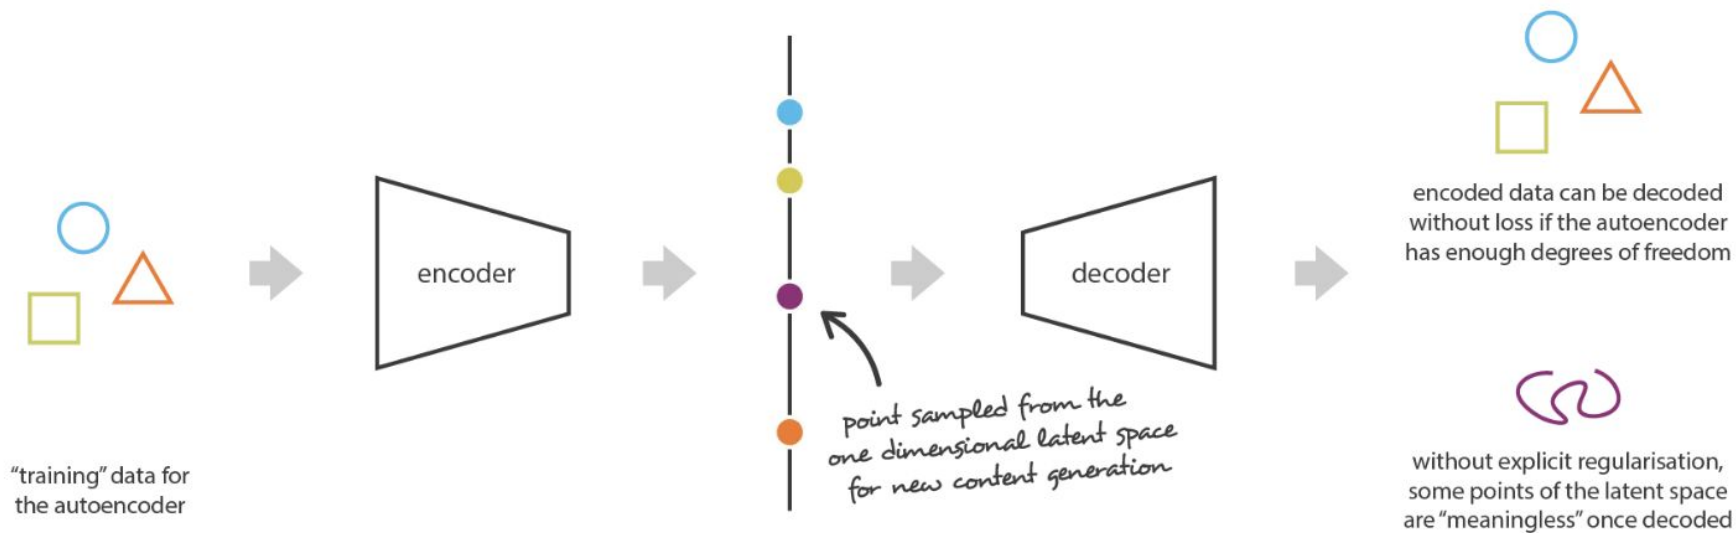 "training" data for
the autoencoder
encoder
point sampled from the
one dimensional latent space
for new content generation
decoder
encoded data can be decoded
without loss if the autoencoder
has enough degrees of freedom
without explicit regularisation,
some points of the latent space
are "meaningless" once decoded